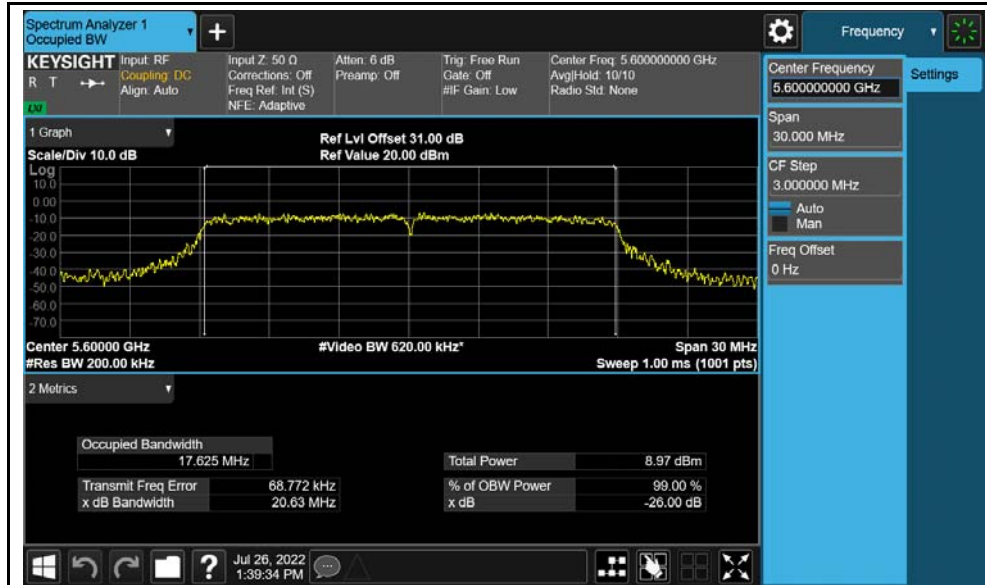 Spectrum Analyzer 1
Occupied BW
+
Frequency
KEYSIGHT
R T
LXI
Input: RF
Coupling: DC
Align: Auto
Input Z: 50 Ω
Corrections: Off
Freq Ref: Int (S)
NFE: Adaptive
Atten: 6 dB
Preamp: Off
Trig: Free Run
Gate: Off
#IF Gain: Low
Center Freq: 5.600000000 GHz
Avg|Hold: 10/10
Radio Std: None
Center Frequency
5.600000000 GHz
Settings
Span
30.000 MHz
CF Step
3.000000 MHz
Auto
Man
Freq Offset
0 Hz
1 Graph
Scale/Div 10.0 dB
Ref Lvl Offset 31.00 dB
Ref Value 20.00 dBm
Log
10.0
0.00
-10.0
-20.0
-30.0
-40.0
-50.0
-60.0
-70.0
Center 5.60000 GHz
#Res BW 200.00 kHz
#Video BW 620.00 kHz*
Span 30 MHz
Sweep 1.00 ms (1001 pts)
2 Metrics
Occupied Bandwidth
17.625 MHz
Total Power 8.97 dBm
Transmit Freq Error 68.772 kHz
% of OBW Power 99.00 %
x dB Bandwidth 20.63 MHz
x dB -26.00 dB
?
Jul 26, 2022
1:39:34 PM